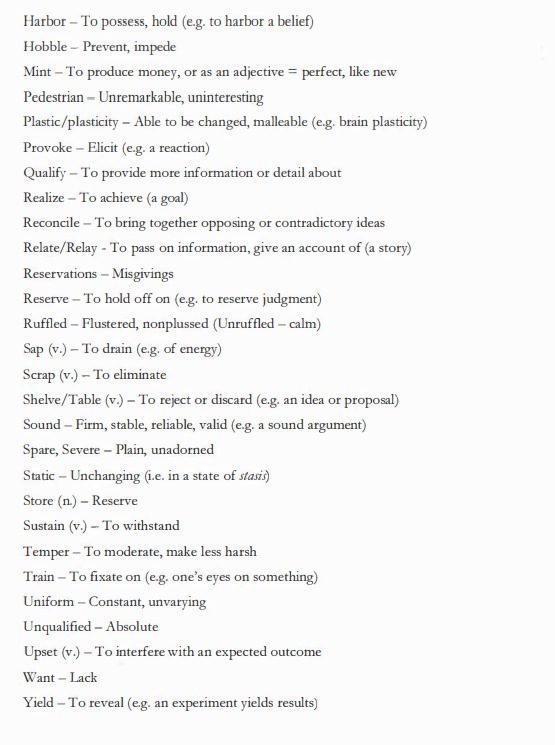 Harbor – To possess, hold (e.g. to harbor a belief)
Hobble – Prevent, impede
Mint – To produce money, or as an adjective = perfect, like new
Pedestrian – Unremarkable, uninteresting
Plastic/plasticity – Able to be changed, malleable (e.g. brain plasticity)
Provoke – Elicit (e.g. a reaction)
Qualify – To provide more information or detail about
Realize – To achieve (a goal)
Reconcile – To bring together opposing or contradictory ideas
Relate/Relay - To pass on information, give an account of (a story)
Reservations – Misgivings
Reserve – To hold off on (e.g. to reserve judgment)
Ruffled – Flustered, nonplussed (Unruffled – calm)
Sap (v.) – To drain (e.g. of energy)
Scrap (v.) – To eliminate
Shelve/Table (v.) – To reject or discard (e.g. an idea or proposal)
Sound – Firm, stable, reliable, valid (e.g. a sound argument)
Spare, Severe – Plain, unadorned
Static – Unchanging (i.e. in a state of stasis)
Store (n.) – Reserve
Sustain (v.) – To withstand
Temper – To moderate, make less harsh
Train – To fixate on (e.g. one's eyes on something)
Uniform – Constant, unvarying
Unqualified – Absolute
Upset (v.) – To interfere with an expected outcome
Want – Lack
Yield – To reveal (e.g. an experiment yields results)